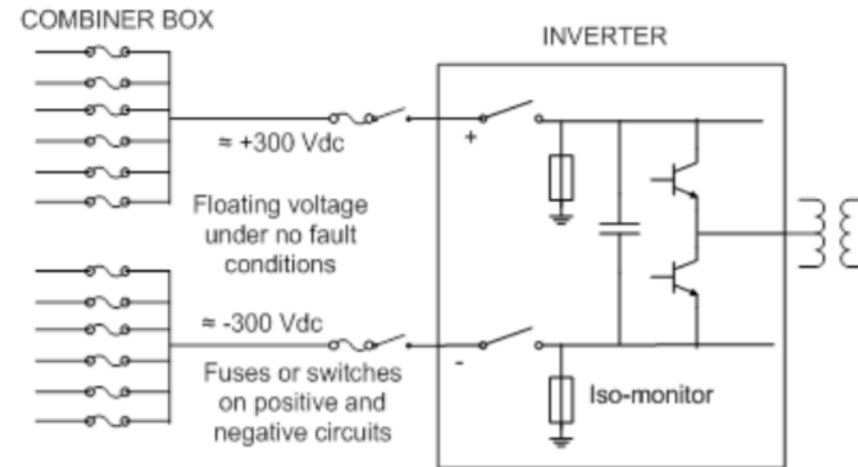 COMBINER BOX
INVERTER
≈ +300 Vdc
+
Floating voltage
under no fault
conditions
≈ -300 Vdc
-
Fuses or switches
on positive and
negative circuits
Iso-monitor